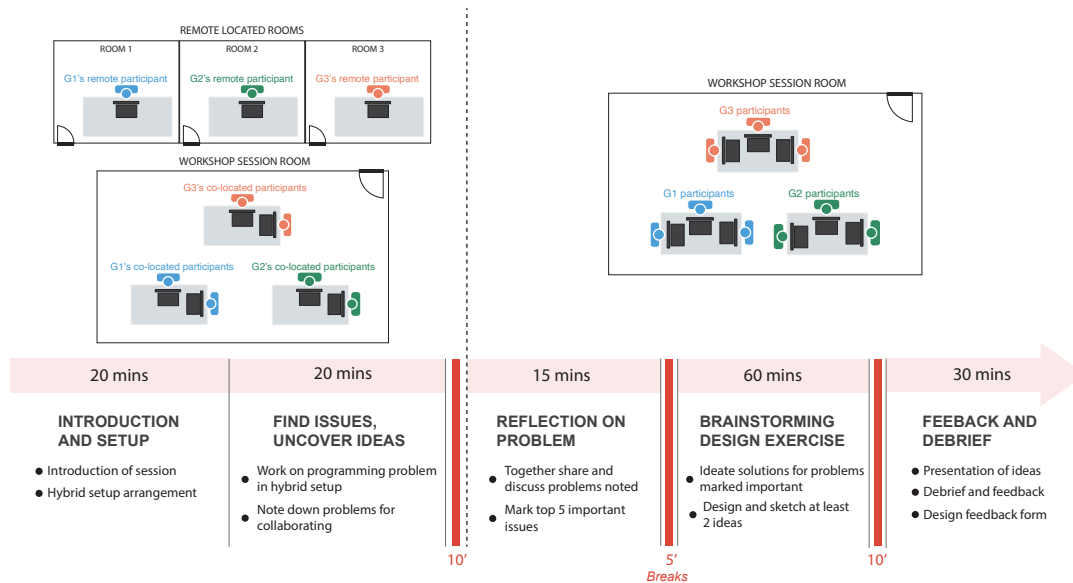 REMOTE LOCATED ROOMS
ROOM 1
ROOM 2
ROOM 3
G1's remote participant
G2's remote participant
G3's remote participant
WORKSHOP SESSION ROOM
G3's co-located participants
G1's co-located participants
G2's co-located participants
WORKSHOP SESSION ROOM
G3 participants
G1 participants
G2 participants
20 mins
20 mins
15 mins
60 mins
30 mins
INTRODUCTION
AND SETUP
● Introduction of session
● Hybrid setup arrangement
FIND ISSUES,
UNCOVER IDEAS
● Work on programming problem
in hybrid setup
● Note down problems for
collaborating
REFLECTION ON
PROBLEM
● Together share and
discuss problems noted
● Mark top 5 important
issues
BRAINSTORMING
DESIGN EXERCISE
● Ideate solutions for problems
marked important
● Design and sketch at least
2 ideas
FEEBACK AND
DEBRIEF
● Presentation of ideas
● Debrief and feedback
● Design feedback form
10'
5'
10'
Breaks